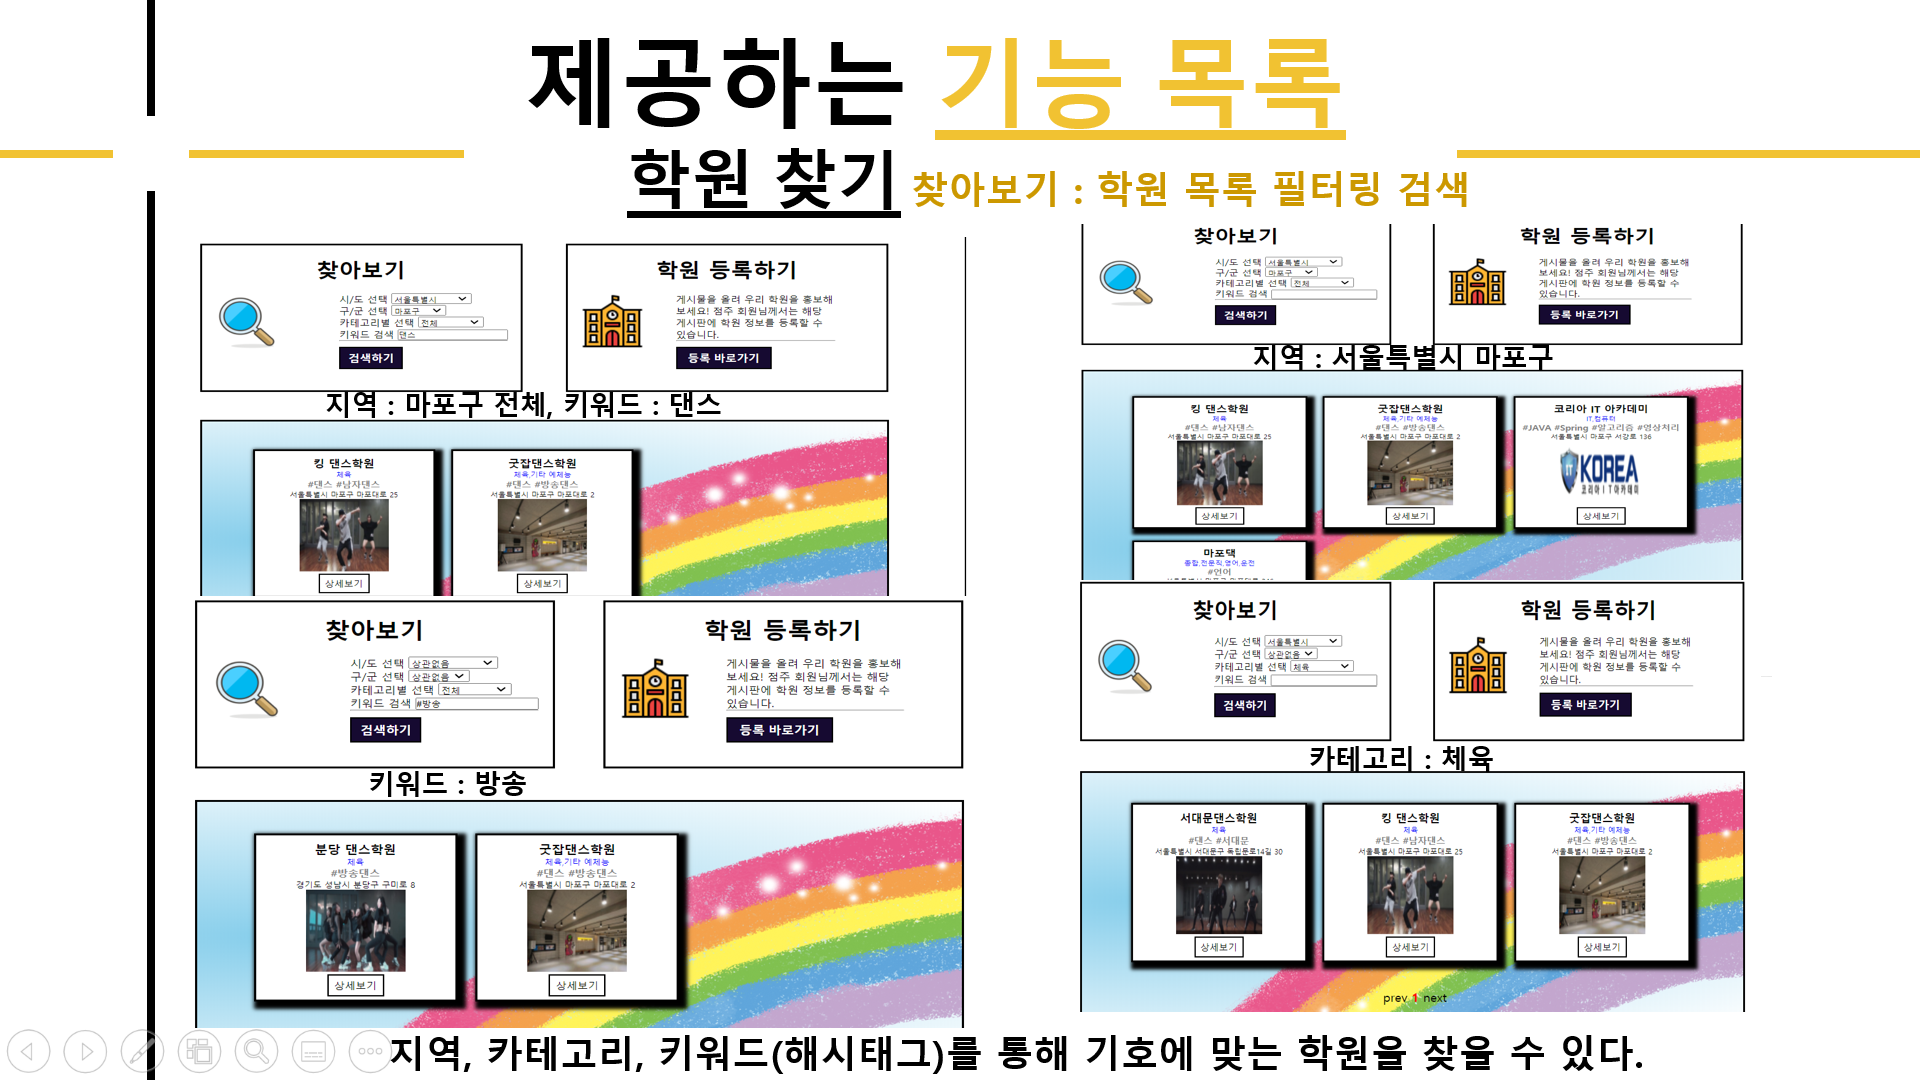 제공하는 기능 목록
학원 찾기 찾아보기 : 학원 목록 필터링 검색
찾아보기
시/도 선택 서울특별시
구/군 선택 마포구
카테고리별 선택 전체
키워드 검색 댄스
검색하기
학원 등록하기
게시물을 올려 우리 학원을 홍보해
보세요! 점주 회원님께서는 해당
게시판에 학원 정보를 등록할 수
있습니다.
등록 바로가기
지역 : 마포구 전체, 키워드 : 댄스
킹 댄스학원
체육
#댄스 #남자댄스
서울특별시 마포구 마포대로 25
상세보기
굿잡댄스학원
체육,기타 예체능
#댄스 #방송댄스
서울특별시 마포구 마포대로 2
상세보기
찾아보기
시/도 선택 상관없음
구/군 선택 상관없음
카테고리별 선택 전체
키워드 검색 #방송
검색하기
학원 등록하기
게시물을 올려 우리 학원을 홍보해
보세요! 점주 회원님께서는 해당
게시판에 학원 정보를 등록할 수
있습니다.
등록 바로가기
키워드 : 방송
분당 댄스학원
체육
#방송댄스
경기도 성남시 분당구 구미로 8
상세보기
굿잡댄스학원
체육,기타 예체능
#댄스 #방송댄스
서울특별시 마포구 마포대로 2
상세보기
찾아보기
시/도 선택 서울특별시
구/군 선택 마포구
카테고리별 선택 전체
키워드 검색
검색하기
학원 등록하기
게시물을 올려 우리 학원을 홍보해
보세요! 점주 회원님께서는 해당
게시판에 학원 정보를 등록할 수
있습니다.
등록 바로가기
지역 : 서울특별시 마포구
킹 댄스학원
체육
#댄스 #남자댄스
서울특별시 마포구 마포대로 25
상세보기
굿잡댄스학원
체육,기타 예체능
#댄스 #방송댄스
서울특별시 마포구 마포대로 2
상세보기
코리아 IT 아카데미
IT,컴퓨터
#JAVA #Spring #알고리즘 #영상처리
서울특별시 마포구 서강로 136
KOREA
코리아IT아카데미
상세보기
마포댁
종합,전문직,영어,운전
#언어
찾아보기
시/도 선택 서울특별시
구/군 선택 상관없음
카테고리별 선택 체육
키워드 검색
검색하기
학원 등록하기
게시물을 올려 우리 학원을 홍보해
보세요! 점주 회원님께서는 해당
게시판에 학원 정보를 등록할 수
있습니다.
등록 바로가기
카테고리 : 체육
서대문댄스학원
체육
#댄스 #서대문
서울특별시 서대문구 독립문로14길 30
상세보기
킹 댄스학원
체육
#댄스 #남자댄스
서울특별시 마포구 마포대로 25
상세보기
굿잡댄스학원
체육,기타 예체능
#댄스 #방송댄스
서울특별시 마포구 마포대로 2
상세보기
prev 1 next
지역, 카테고리, 키워드(해시태그)를 통해 기호에 맞는 학원을 찾을 수 있다.